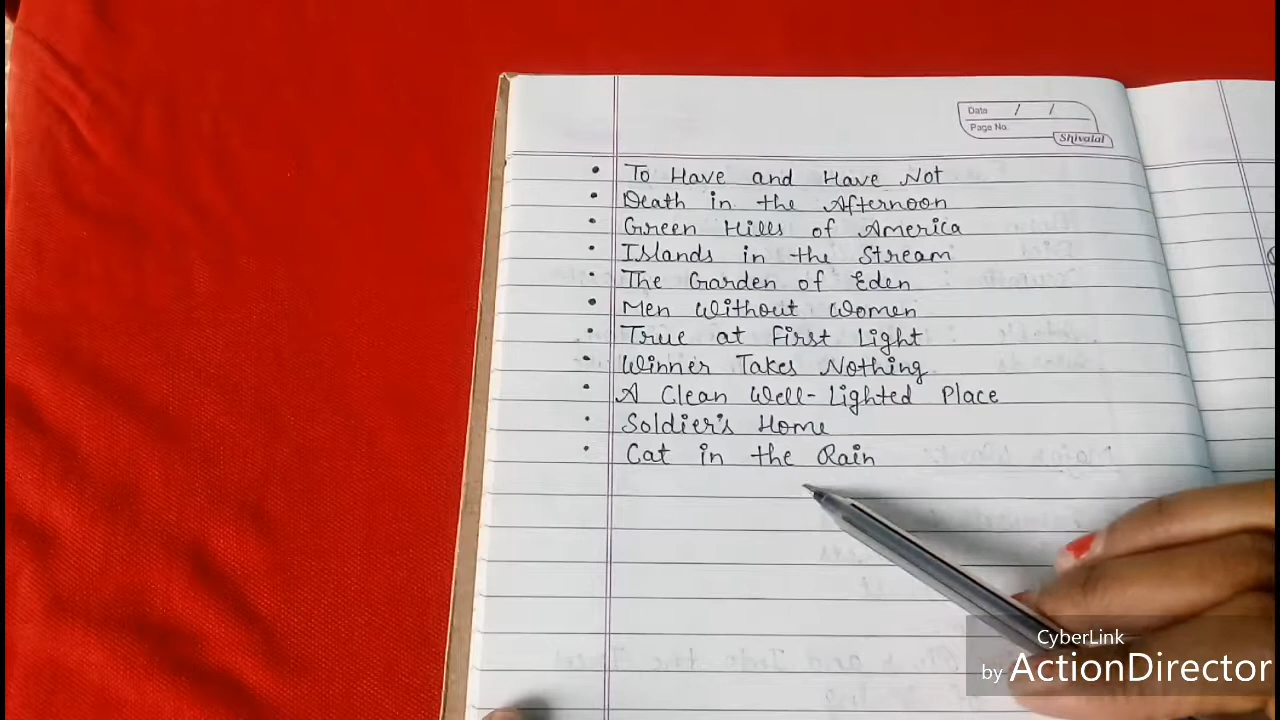 Date / /
Page No.
Shivalal
• To Have and Have Not
• Death in the Afternoon
• Green Hills of America
• Islands in the Stream
• The Garden of Eden
• Men Without Women
• True at First Light
• Winner Takes Nothing
• A Clean Well-Lighted Place
• Soldier's Home
• Cat in the Rain
CyberLink
by ActionDirector